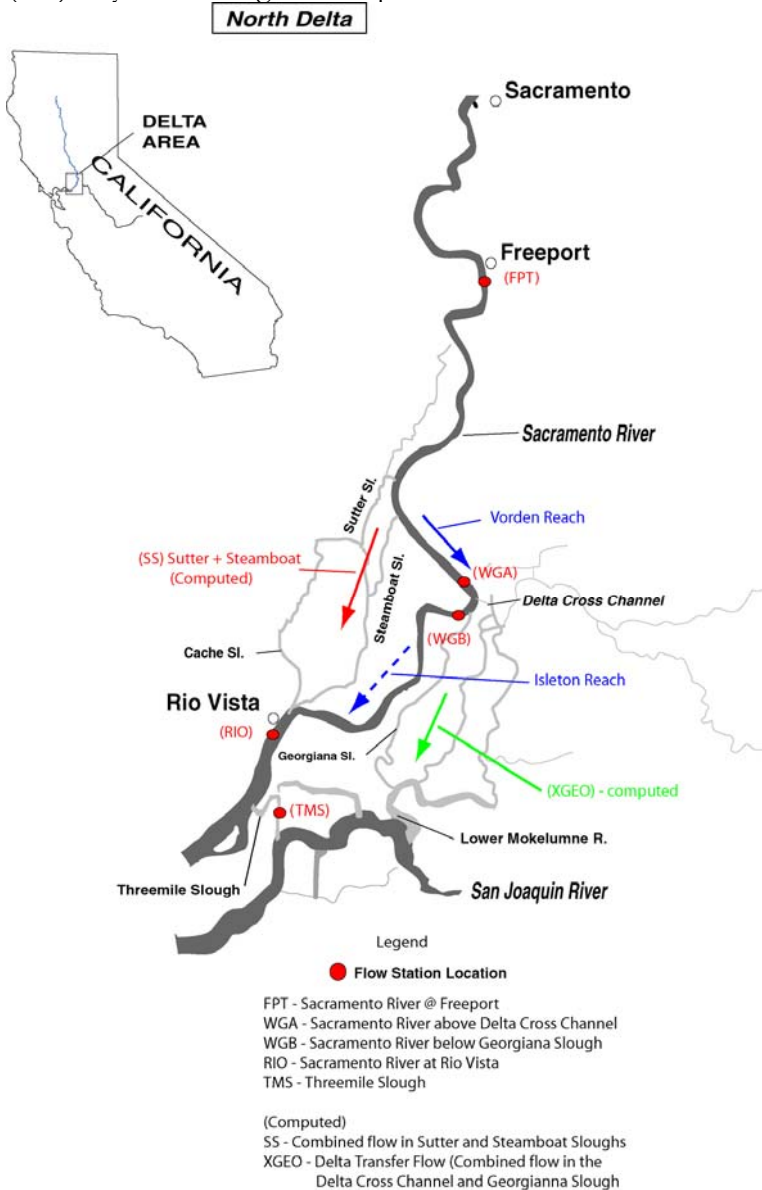 North Delta
Sacramento
DELTA
AREA
CALIFORNIA
Freeport
(FPT)
Sacramento River
Sutter Sl.
Vorden Reach
(SS) Sutter + Steamboat
(Computed)
(WGA)
Steamboat Sl.
Delta Cross Channel
(WGB)
Cache Sl.
Isleton Reach
Rio Vista
(RIO)
Georgiana Sl.
(XGEO) - computed
(TMS)
Lower Mokelumne R.
Threemile Slough
San Joaquin River
Legend
Flow Station Location
FPT - Sacramento River @ Freeport
WGA - Sacramento River above Delta Cross Channel
WGB - Sacramento River below Georgiana Slough
RIO - Sacramento River at Rio Vista
TMS - Threemile Slough
(Computed)
SS - Combined flow in Sutter and Steamboat Sloughs
XGEO - Delta Transfer Flow (Combined flow in the
Delta Cross Channel and Georgianna Slough